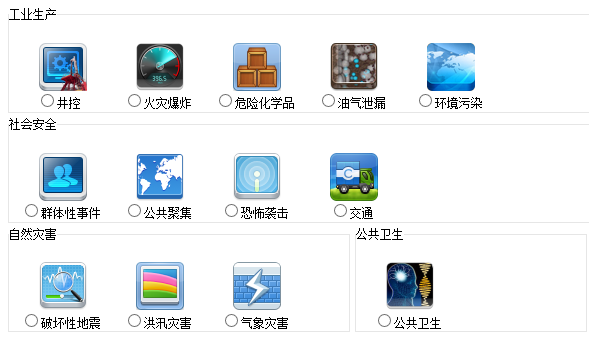 工业生产
井控 火灾爆炸 危险化学品 油气泄漏 环境污染
社会安全
群体性事件 公共聚集 恐怖袭击 交通
自然灾害 公共卫生
破坏性地震 洪汛灾害 气象灾害 公共卫生